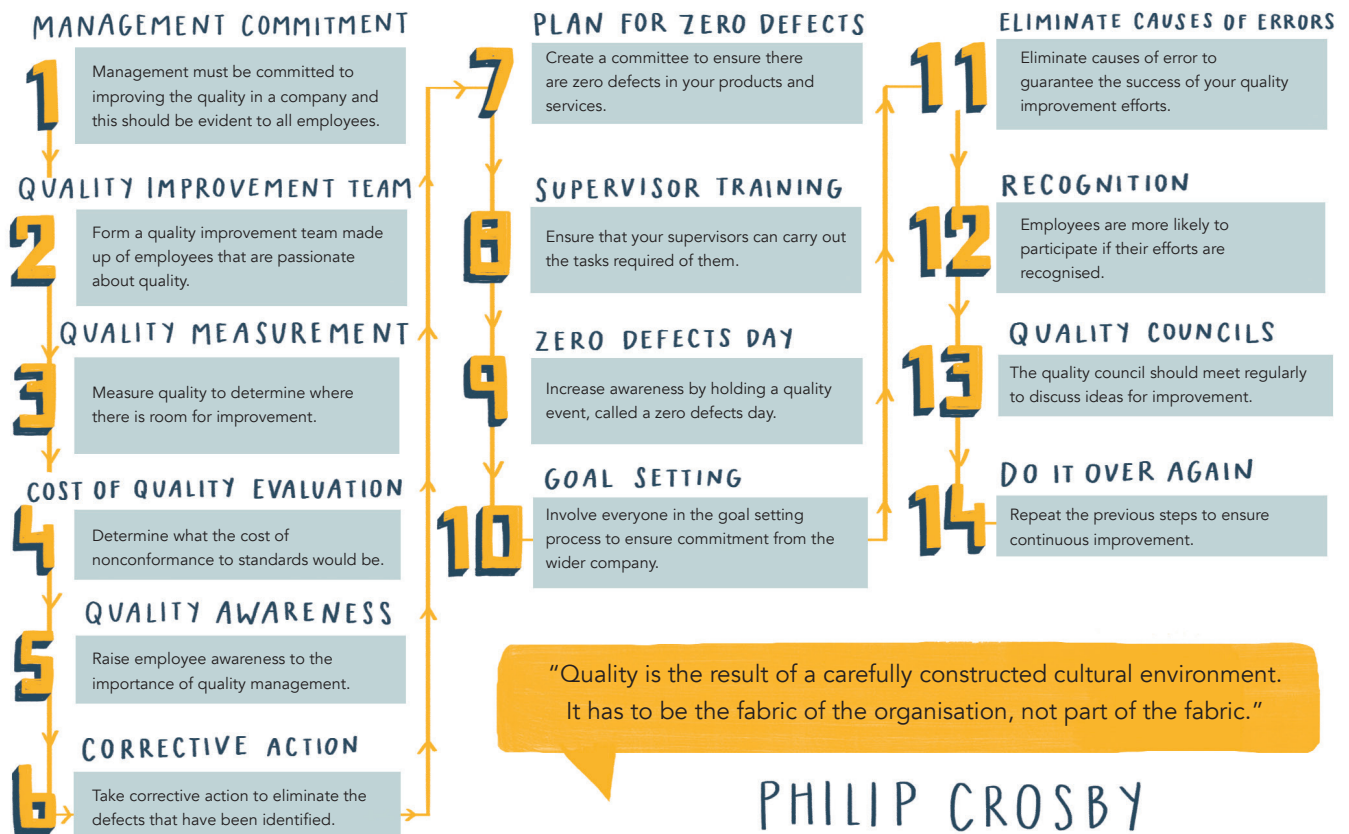 MANAGEMENT COMMITMENT
1
Management must be committed to
improving the quality in a company and
this should be evident to all employees.
QUALITY IMPROVEMENT TEAM
2
Form a quality improvement team made
up of employees that are passionate
about quality.
QUALITY MEASUREMENT
3
Measure quality to determine where
there is room for improvement.
COST OF QUALITY EVALUATION
4
Determine what the cost of
nonconformance to standards would be.
QUALITY AWARENESS
5
Raise employee awareness to the
importance of quality management.
CORRECTIVE ACTION
6
Take corrective action to eliminate the
defects that have been identified.
PLAN FOR ZERO DEFECTS
7
Create a committee to ensure there
are zero defects in your products and
services.
SUPERVISOR TRAINING
8
Ensure that your supervisors can carry out
the tasks required of them.
ZERO DEFECTS DAY
9
Increase awareness by holding a quality
event, called a zero defects day.
GOAL SETTING
10
Involve everyone in the goal setting
process to ensure commitment from the
wider company.
ELIMINATE CAUSES OF ERRORS
11
Eliminate causes of error to
guarantee the success of your quality
improvement efforts.
RECOGNITION
12
Employees are more likely to
participate if their efforts are
recognised.
QUALITY COUNCILS
13
The quality council should meet regularly
to discuss ideas for improvement.
DO IT OVER AGAIN
14
Repeat the previous steps to ensure
continuous improvement.
"Quality is the result of a carefully constructed cultural environment.
It has to be the fabric of the organisation, not part of the fabric."
PHILIP CROSBY